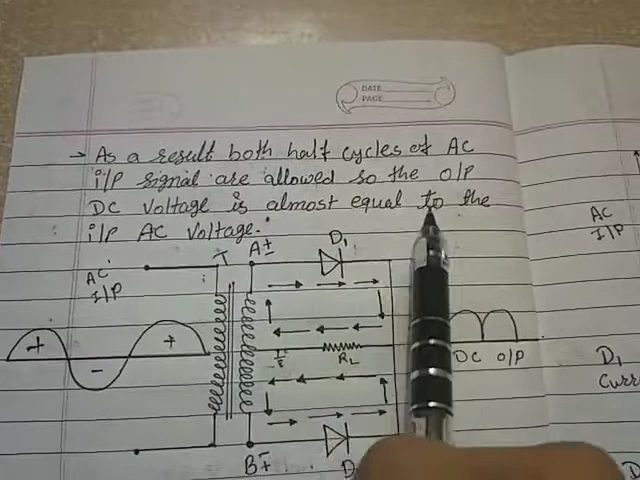 DATE
PAGE
→ As a result both half cycles of AC
i/p signal are allowed so the o/p
DC voltage is almost equal to the
i/p AC voltage.
AC
I/P
T
A±
D1
AC
I/P
+
-
+
RL
DC O/P
D1
Curr
B∓
D
D